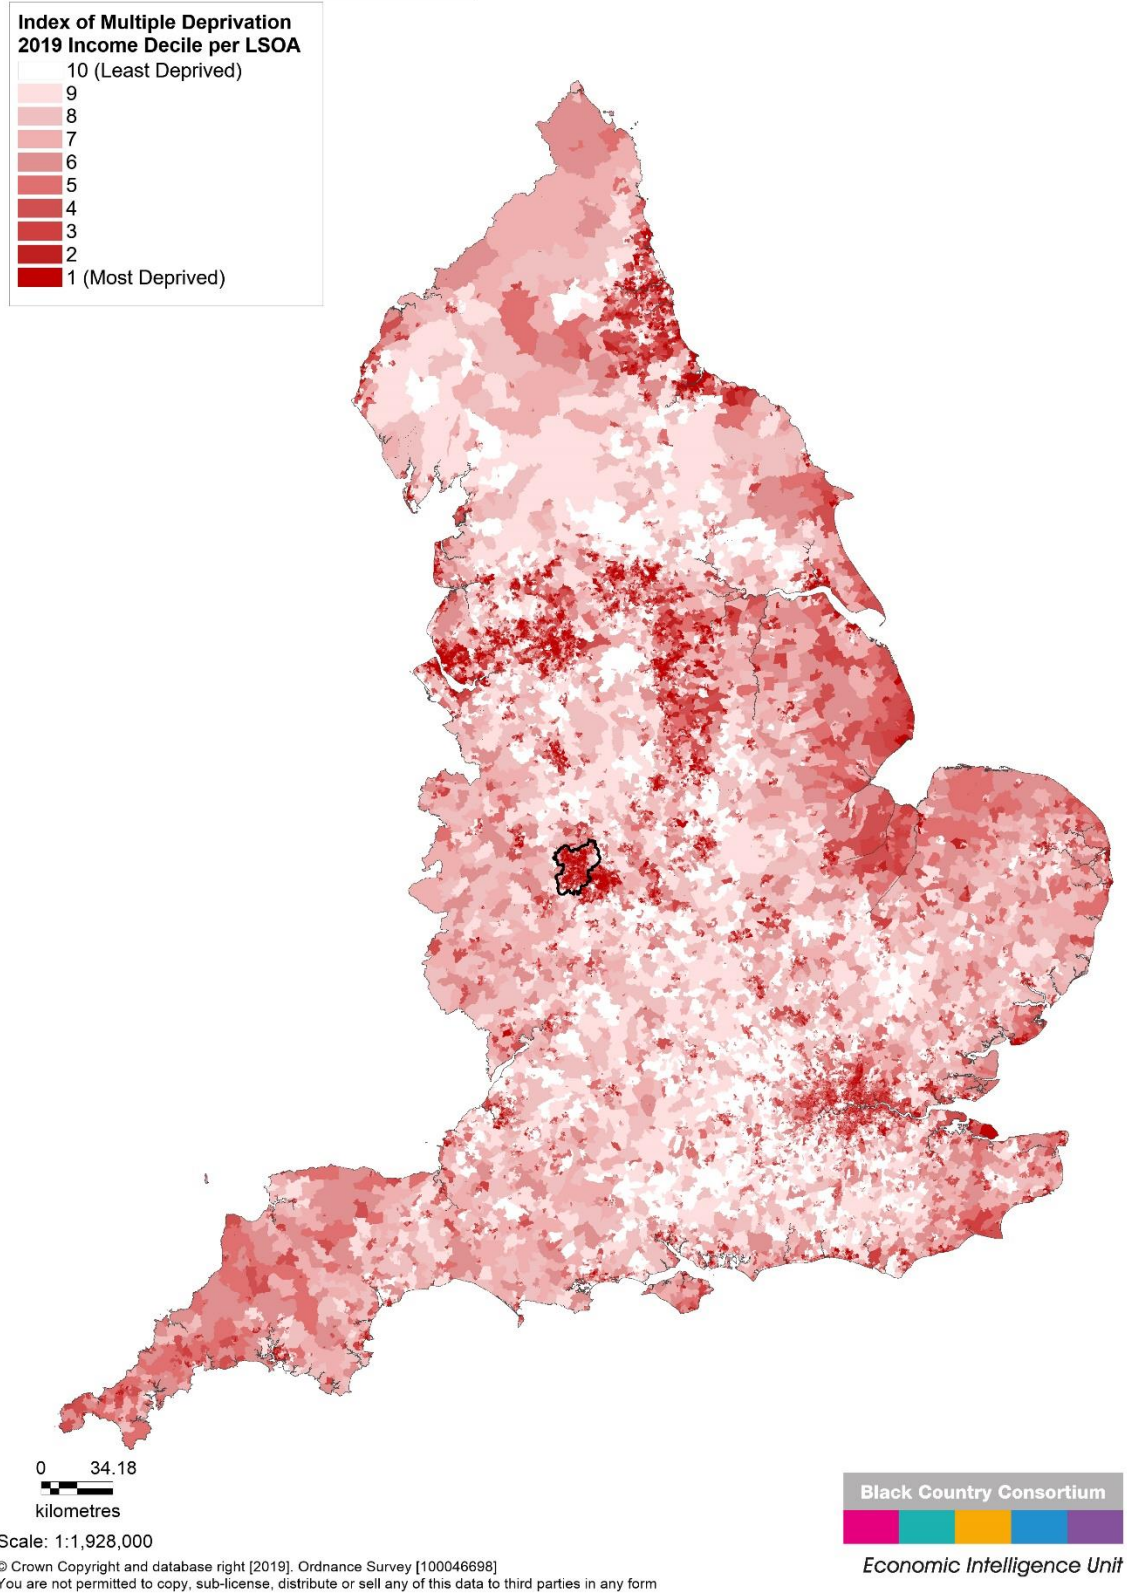 Index of Multiple Deprivation
2019 Income Decile per LSOA
10 (Least Deprived)
9
8
7
6
5
4
3
2
1 (Most Deprived)
0 34.18
kilometres
Scale: 1:1,928,000
© Crown Copyright and database right [2019]. Ordnance Survey [100046698]
You are not permitted to copy, sub-license, distribute or sell any of this data to third parties in any form
Black Country Consortium
Economic Intelligence Unit